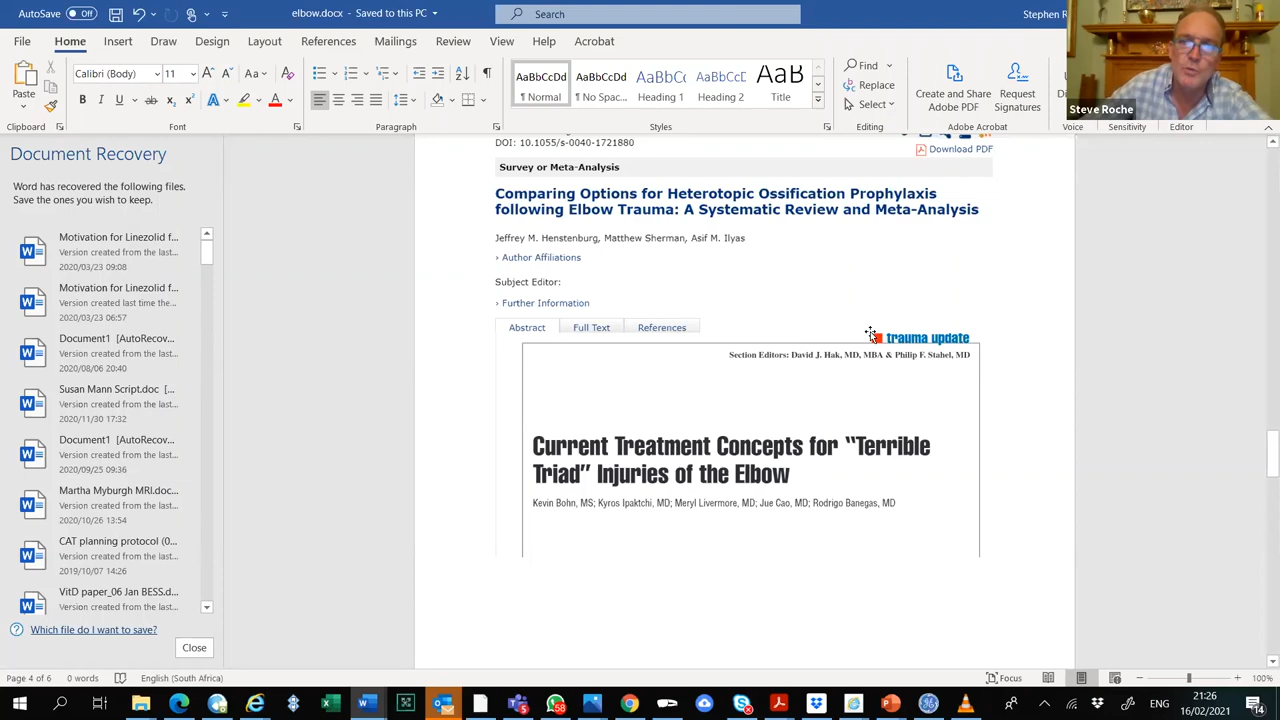 AutoSave Off
elbow.docx - Saved to this PC
Search
Stephen R
File Home Insert Draw Design Layout References Mailings Review View Help Acrobat
Paste
Clipboard
Calibri (Body) 11
Font
Paragraph
AaBbCcDd AaBbCcDd AaBbCc AaBbCcD AaB
¶ Normal ¶ No Spac... Heading 1 Heading 2 Title
Styles
Find
Replace
Select
Editing
Create and Share
Adobe PDF
Request
Signatures
Adobe Acrobat
Voice
Sensitivity
Editor
Steve Roche
Document Recovery
Word has recovered the following files.
Save the ones you wish to keep.
Motivation for Linezolid f...
Version created from the last...
2020/03/23 09:08
Motivation for Linezolid f...
Version created last time the...
2020/03/23 06:57
Document1 [AutoRecov...
Version created from the last...
2020/08/06 20:40
Susan Mann Script.doc [...
Version created from the last...
2020/11/30 17:32
Document1 [AutoRecov...
Version created from the last...
2020/09/25 09:36
Martha Myburgh MRI.doc...
Version created from the last...
2020/10/26 13:54
CAT planning protocol (0...
Version created from the last...
2019/10/07 14:26
VitD paper_06 Jan BESS.d...
Version created from the last...
Which file do I want to save?
Close
DOI: 10.1055/s-0040-1721880
Download PDF
Survey or Meta-Analysis
Comparing Options for Heterotopic Ossification Prophylaxis
following Elbow Trauma: A Systematic Review and Meta-Analysis
Jeffrey M. Henstenburg, Matthew Sherman, Asif M. Ilyas
› Author Affiliations
Subject Editor:
› Further Information
Abstract Full Text References
trauma update
Section Editors: David J. Hak, MD, MBA & Philip F. Stahel, MD
Current Treatment Concepts for “Terrible
Triad” Injuries of the Elbow
Kevin Bohn, MS; Kyros Ipaktchi, MD; Meryl Livermore, MD; Jue Cao, MD; Rodrigo Banegas, MD
Page 4 of 6 0 words English (South Africa)
Focus
100%
58
ENG
21:26
16/02/2021
14